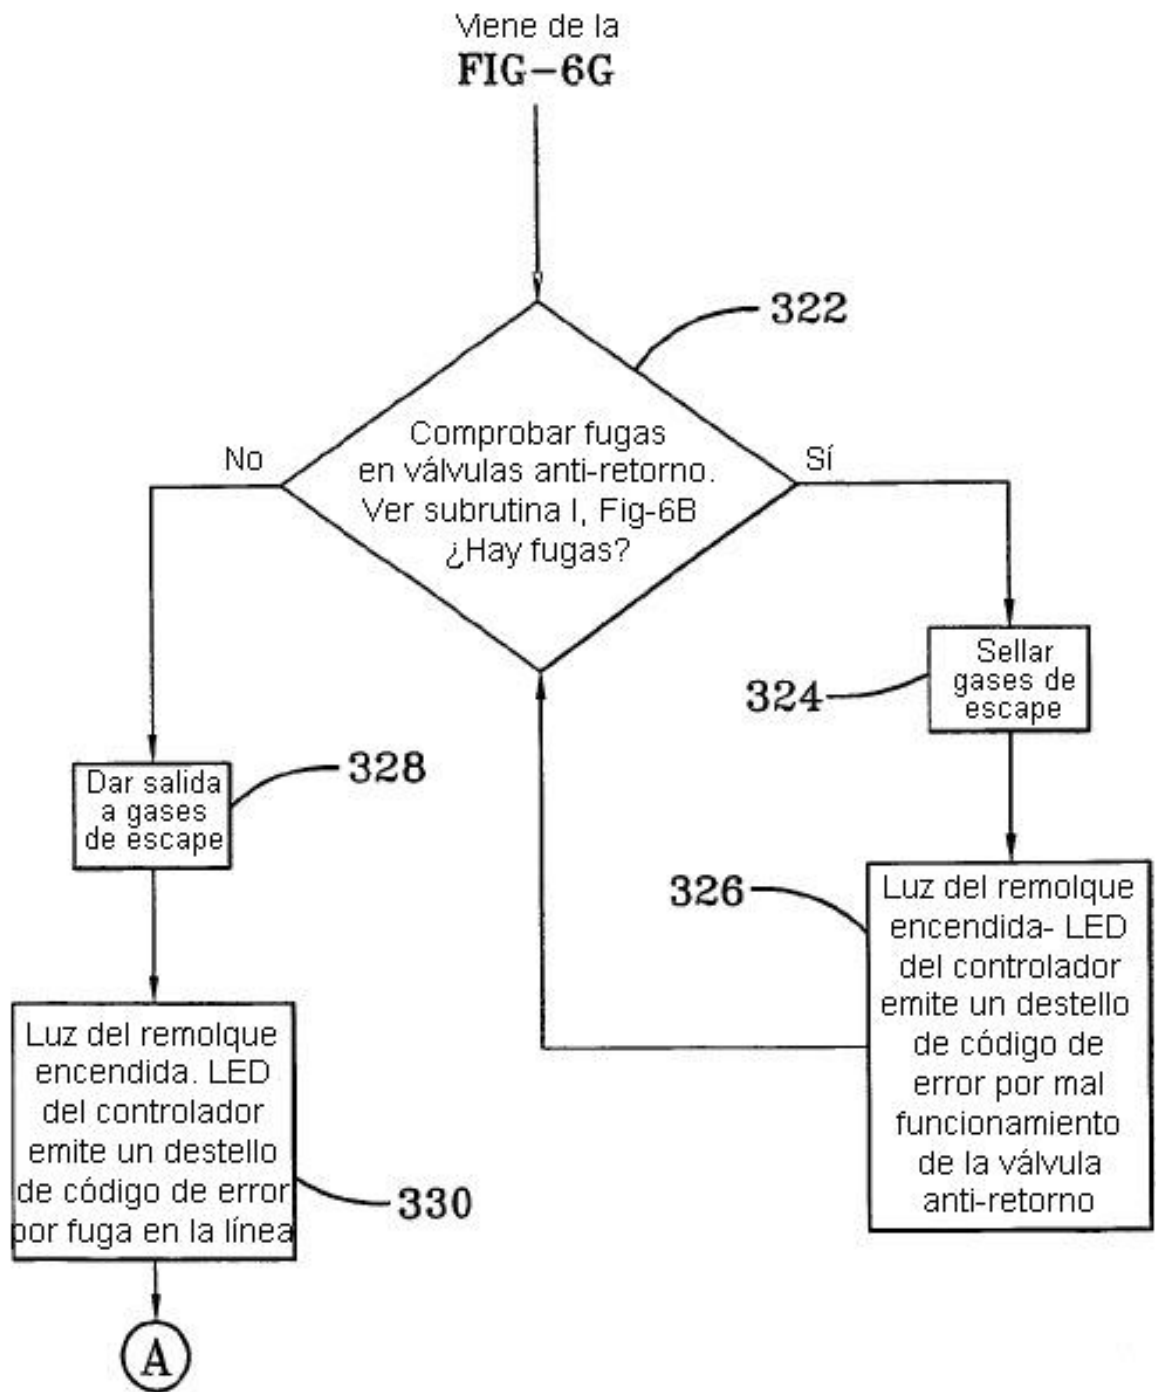 Viene de la
FIG-6G
322
No
Comprobar fugas
en válvulas anti-retorno.
Ver subrutina I, Fig-6B
¿Hay fugas?
Sí
Sellar
gases de
escape
324
Dar salida
a gases
de escape
328
326
Luz del remolque
encendida- LED
del controlador
emite un destello
de código de
error por mal
funcionamiento
de la válvula
anti-retorno
Luz del remolque
encendida. LED
del controlador
emite un destello
de código de error
por fuga en la línea
330
A